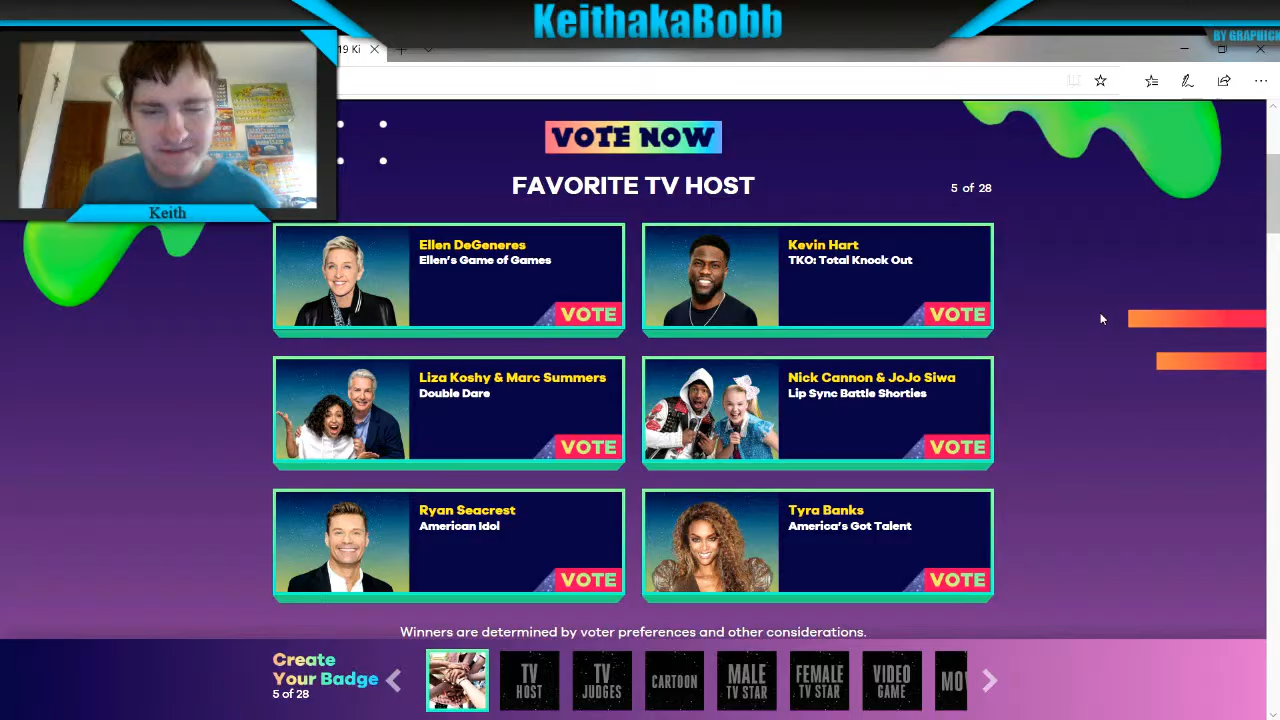 KeithakaBobb
BY GRAPHICK
19 Ki
Keith
VOTE NOW
FAVORITE TV HOST
5 of 28
Ellen DeGeneres
Ellen's Game of Games
VOTE
Kevin Hart
TKO: Total Knock Out
VOTE
Liza Koshy & Marc Summers
Double Dare
VOTE
Nick Cannon & JoJo Siwa
Lip Sync Battle Shorties
VOTE
Ryan Seacrest
American Idol
VOTE
Tyra Banks
America's Got Talent
VOTE
Winners are determined by voter preferences and other considerations.
Create
Your Badge
5 of 28
TV
HOST
TV
JUDGES
CARTOON
MALE
TV STAR
FEMALE
TV STAR
VIDEO
GAME
MO